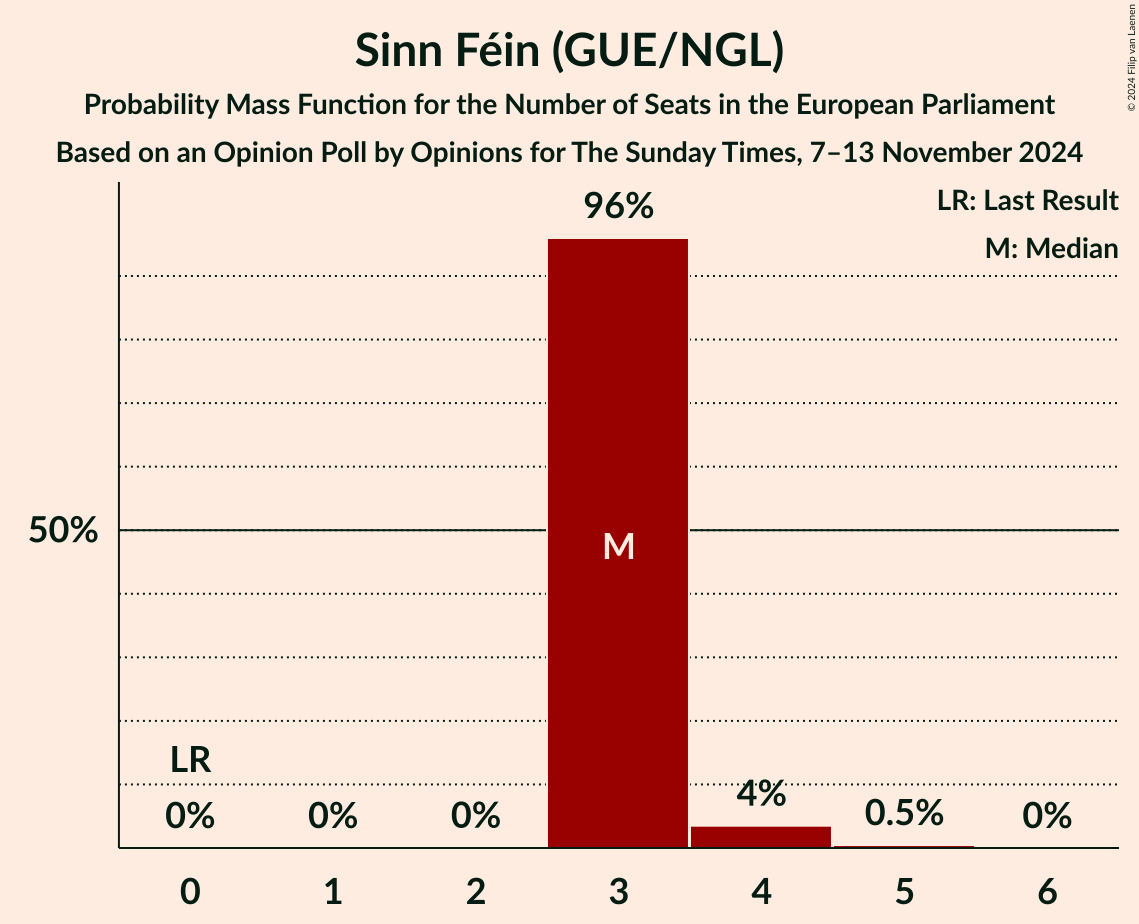 Sinn Féin (GUE/NGL)
Probability Mass Function for the Number of Seats in the European Parliament
Based on an Opinion Poll by Opinions for The Sunday Times, 7–13 November 2024
© 2024 Filip van Laenen
LR: Last Result
M: Median
96%
50%
M
LR
0%
0%
0%
4%
0.5%
0%
0
1
2
3
4
5
6